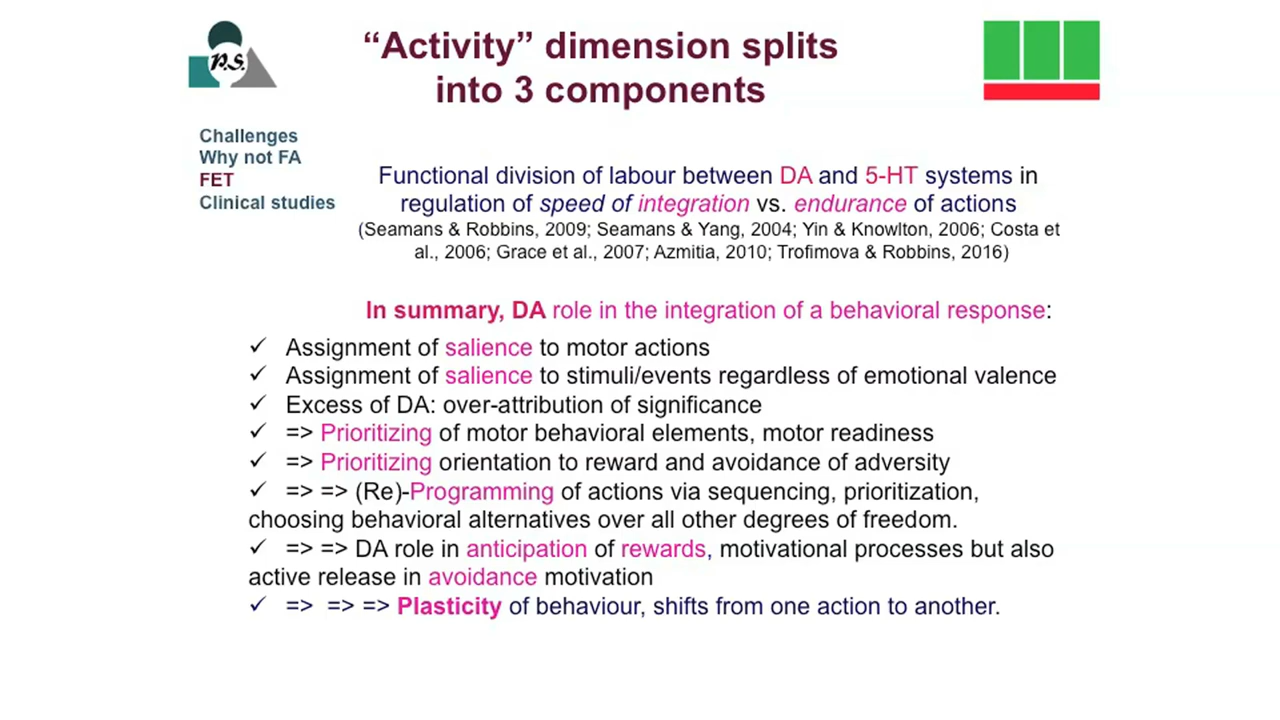 P.S.
“Activity” dimension splits
into 3 components
Challenges
Why not FA
FET
Clinical studies
Functional division of labour between DA and 5-HT systems in
regulation of speed of integration vs. endurance of actions
(Seamans & Robbins, 2009; Seamans & Yang, 2004; Yin & Knowlton, 2006; Costa et
al., 2006; Grace et al., 2007; Azmitia, 2010; Trofimova & Robbins, 2016)
In summary, DA role in the integration of a behavioral response:
✓ Assignment of salience to motor actions
✓ Assignment of salience to stimuli/events regardless of emotional valence
✓ Excess of DA: over-attribution of significance
✓ => Prioritizing of motor behavioral elements, motor readiness
✓ => Prioritizing orientation to reward and avoidance of adversity
✓ => => (Re)-Programming of actions via sequencing, prioritization,
choosing behavioral alternatives over all other degrees of freedom.
✓ => => DA role in anticipation of rewards, motivational processes but also
active release in avoidance motivation
✓ => => => Plasticity of behaviour, shifts from one action to another.